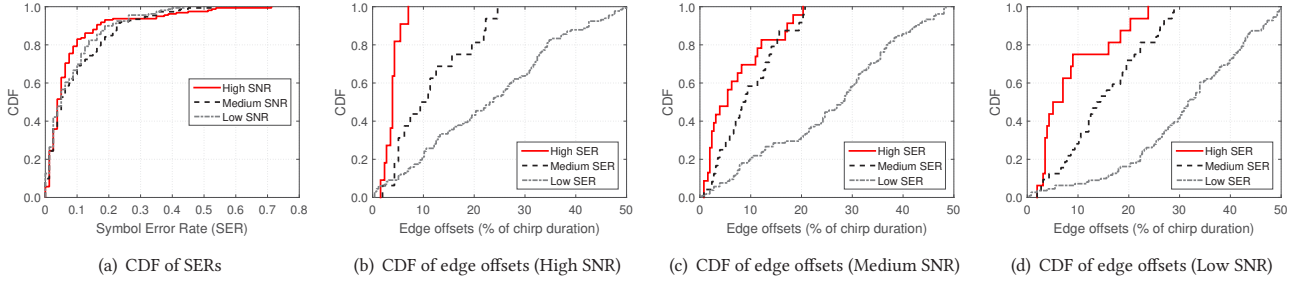 CDF
1.0
0.8
0.6
0.4
0.2
0.0
0 0.1 0.2 0.3 0.4 0.5 0.6 0.7 0.8
Symbol Error Rate (SER)
High SNR
Medium SNR
Low SNR
(a) CDF of SERs
CDF
1.0
0.8
0.6
0.4
0.2
0.0
0 10 20 30 40 50
Edge offsets (% of chirp duration)
High SER
Medium SER
Low SER
(b) CDF of edge offsets (High SNR)
CDF
1.0
0.8
0.6
0.4
0.2
0.0
0 10 20 30 40 50
Edge offsets (% of chirp duration)
High SER
Medium SER
Low SER
(c) CDF of edge offsets (Medium SNR)
CDF
1.0
0.8
0.6
0.4
0.2
0.0
0 10 20 30 40 50
Edge offsets (% of chirp duration)
High SER
Medium SER
Low SER
(d) CDF of edge offsets (Low SNR)